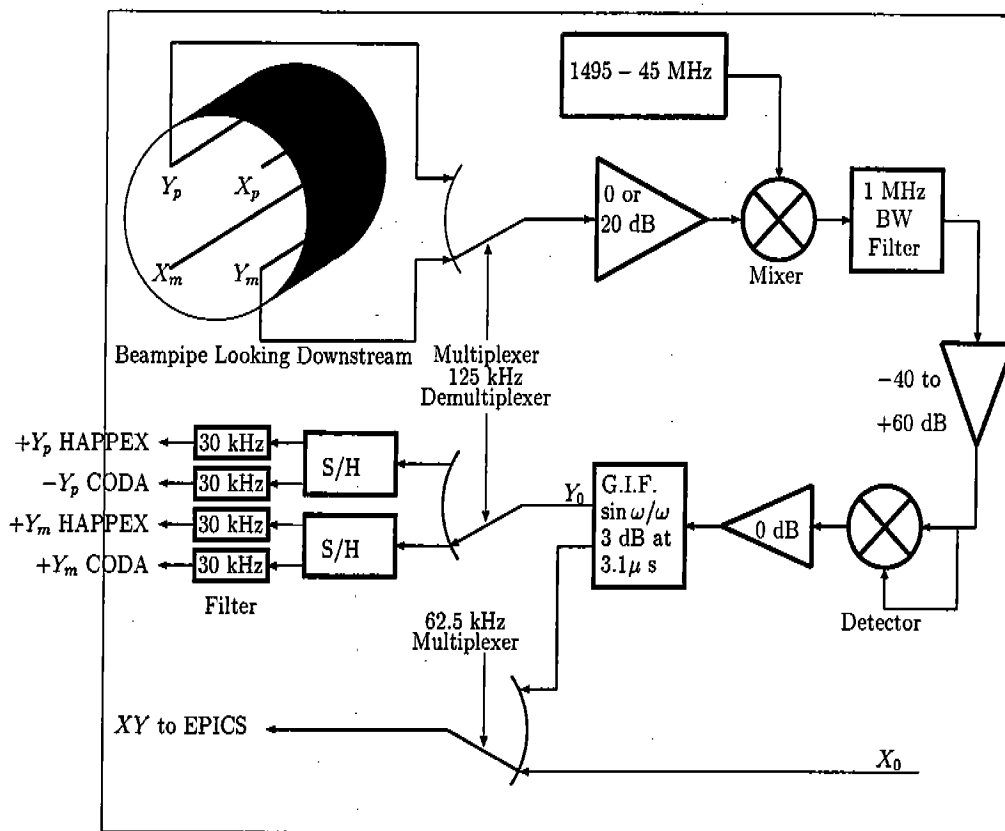 1495 – 45 MHz
Y_p
X_p
X_m
Y_m
0 or
20 dB
Mixer
1 MHz
BW
Filter
Beampipe Looking Downstream
Multiplexer
125 kHz
Demultiplexer
−40 to
+60 dB
+Y_p HAPPEX
30 kHz
S/H
−Y_p CODA
30 kHz
+Y_m HAPPEX
30 kHz
S/H
+Y_m CODA
30 kHz
Filter
Y_0
G.I.F.
sin ω/ω
3 dB at
3.1μ s
0 dB
Detector
62.5 kHz
Multiplexer
XY to EPICS
X_0